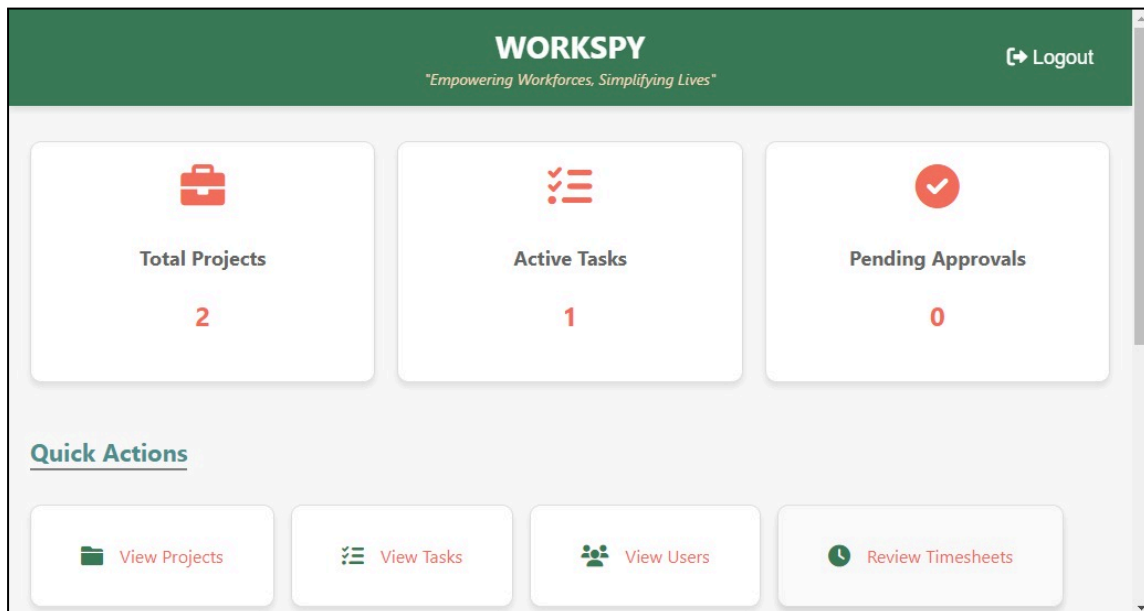 WORKSPY
"Empowering Workforces, Simplifying Lives"
Logout
Total Projects
2
Active Tasks
1
Pending Approvals
0
Quick Actions
View Projects
View Tasks
View Users
Review Timesheets